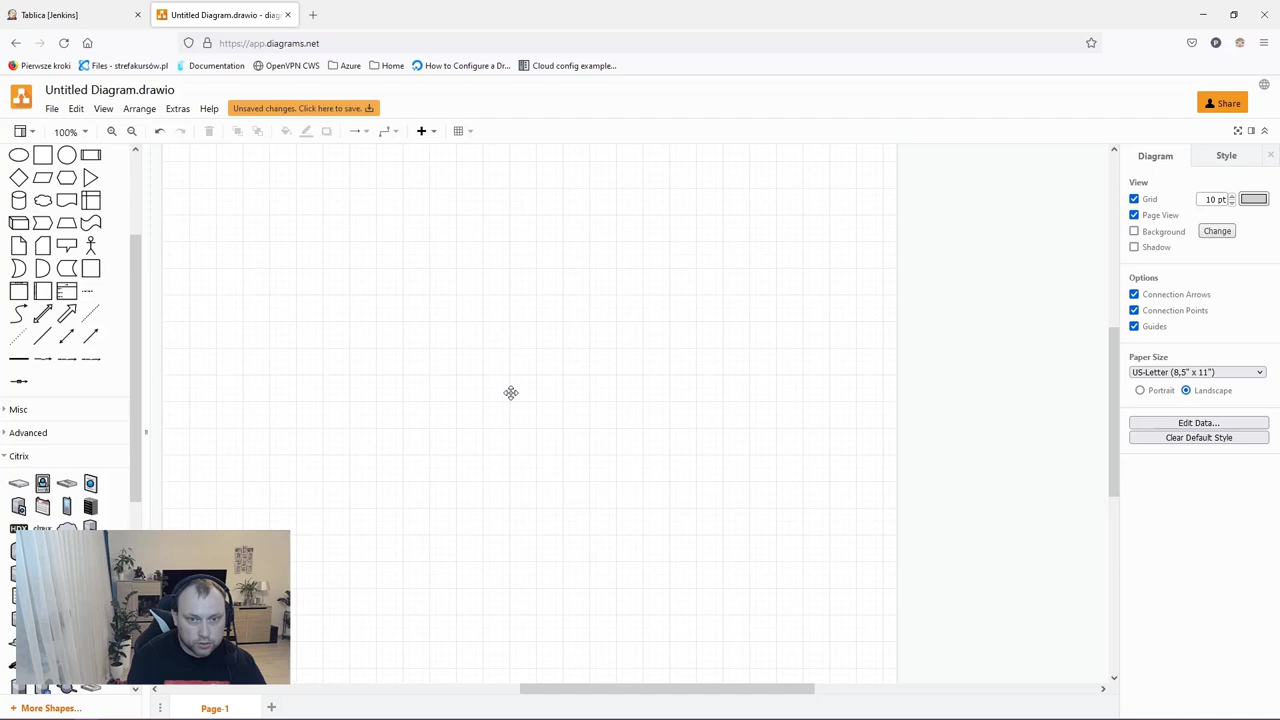 Tablica [Jenkins]
Untitled Diagram.drawio - diag
https://app.diagrams.net
Pierwsze kroki
Files - strefakursów.pl
Documentation
OpenVPN CWS
Azure
Home
How to Configure a Dr...
Cloud config example...
Untitled Diagram.drawio
File Edit View Arrange Extras Help
Unsaved changes. Click here to save.
Share
100%
Diagram
Style
View
Grid
10 pt
Page View
Background
Change
Shadow
Options
Connection Arrows
Connection Points
Guides
Paper Size
US-Letter (8,5" x 11")
Portrait
Landscape
Edit Data...
Clear Default Style
Misc
Advanced
Citrix
HDX
citrix
More Shapes...
Page-1